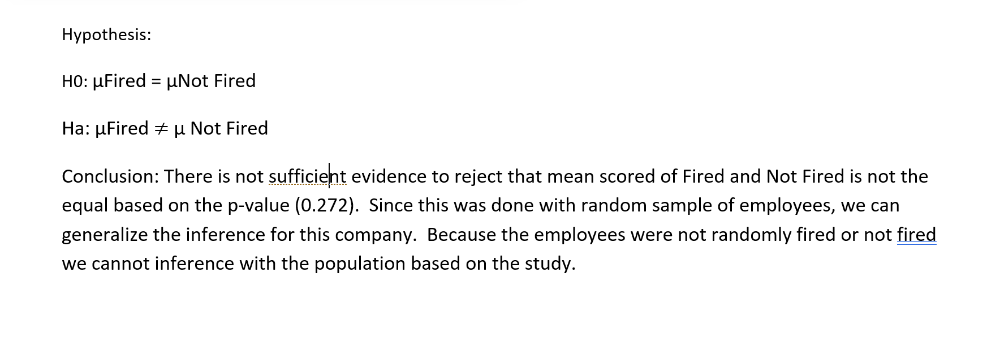 Hypothesis:
H0: μFired = μNot Fired
Ha: μFired ≠ μ Not Fired
Conclusion: There is not sufficient evidence to reject that mean scored of Fired and Not Fired is not the
equal based on the p-value (0.272).  Since this was done with random sample of employees, we can
generalize the inference for this company.  Because the employees were not randomly fired or not fired
we cannot inference with the population based on the study.